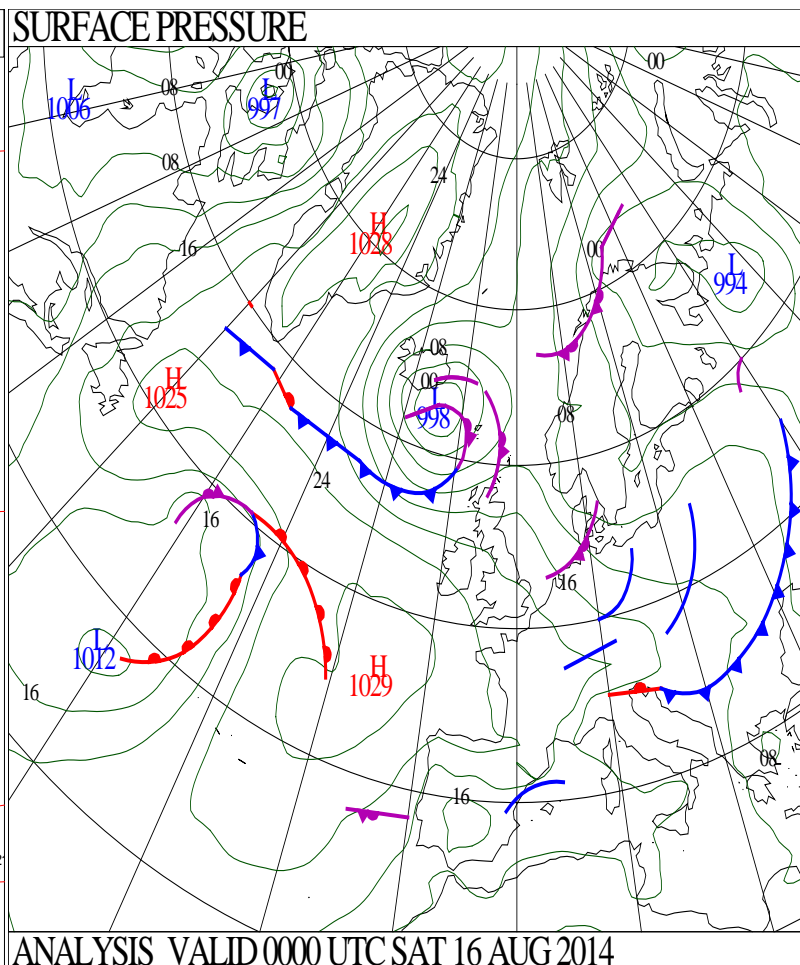 SURFACE PRESSURE
00
00
L
08
1006
L
997
08
24
H
1028
16
00
L
994
08
H
1025
00
L
998
08
24
16
16
L
1012
H
1029
16
08
16
ANALYSIS VALID 0000 UTC SAT 16 AUG 2014